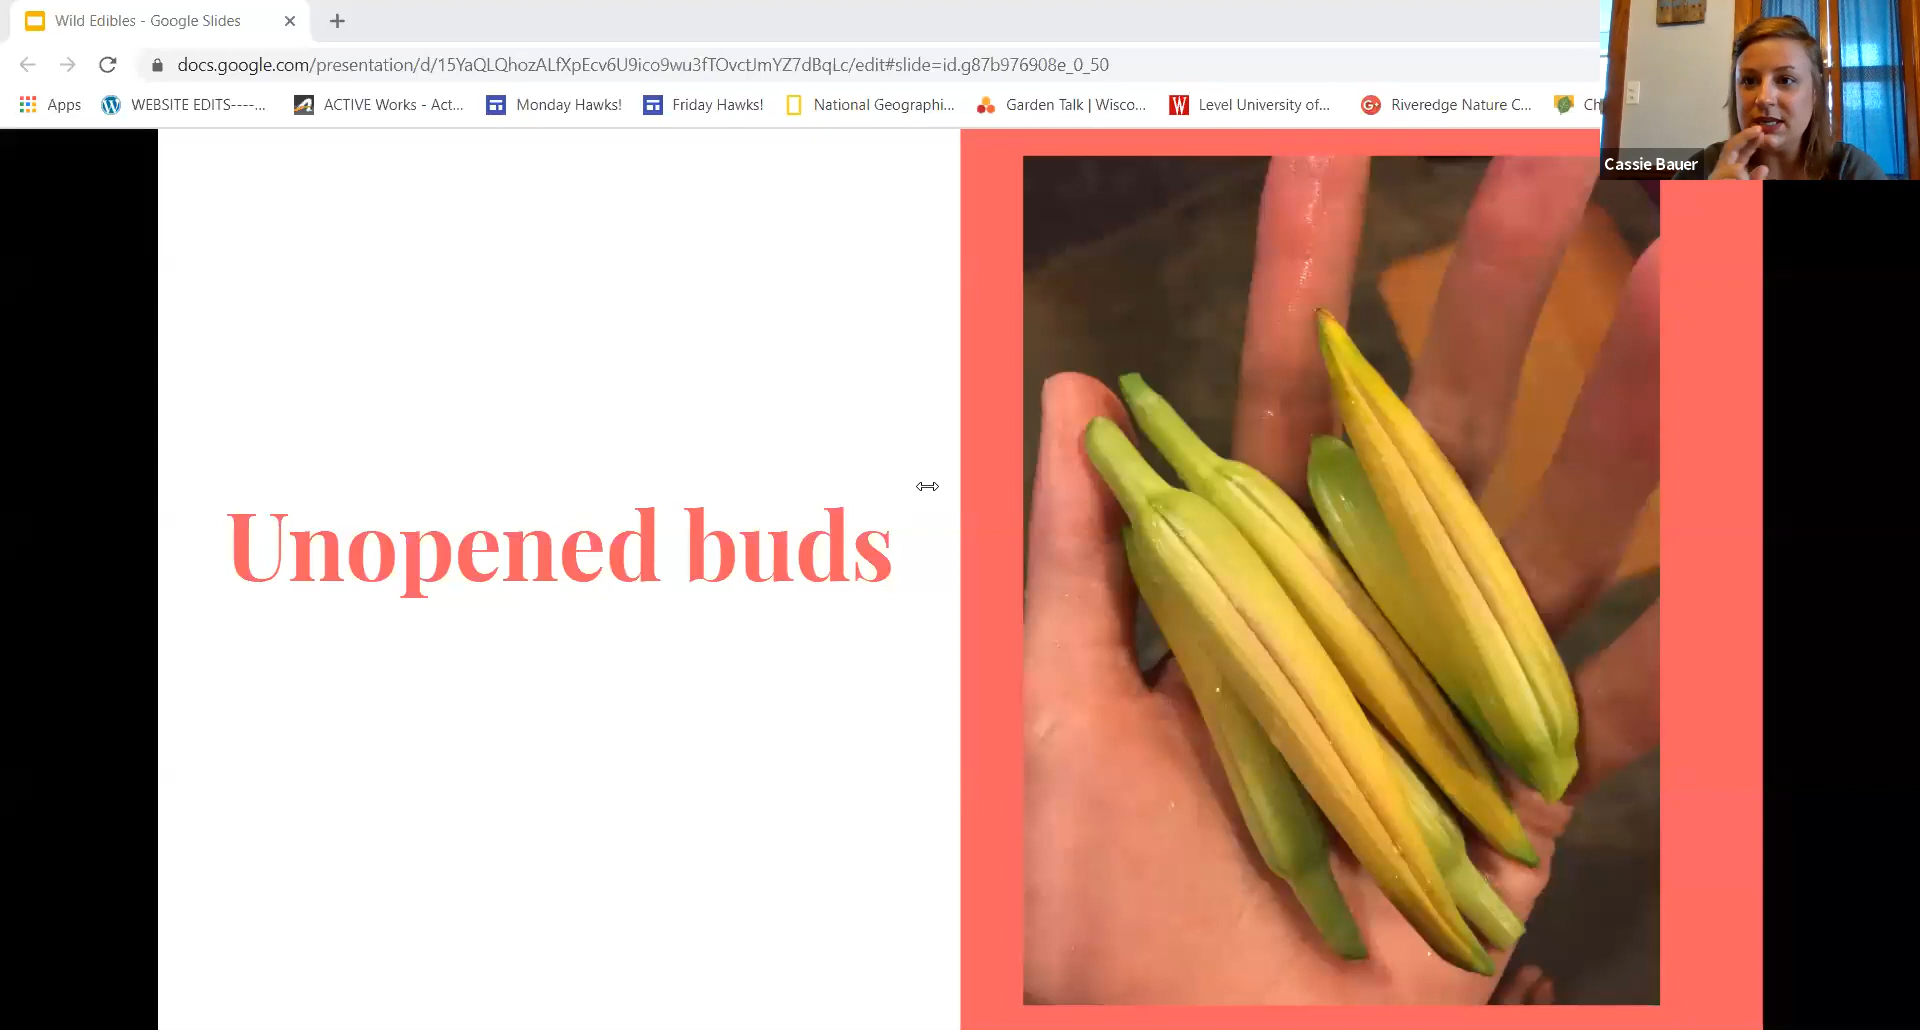 Wild Edibles - Google Slides
docs.google.com/presentation/d/15YaQLQhozALfXpEcv6U9ico9wu3fTOvctJmYZ7dBqLc/edit#slide=id.g87b976908e_0_50
Apps WEBSITE EDITS----... ACTIVE Works - Act... Monday Hawks! Friday Hawks! National Geographi... Garden Talk | Wisco... Level University of... Riveredge Nature C... Ch
Cassie Bauer
Unopened buds